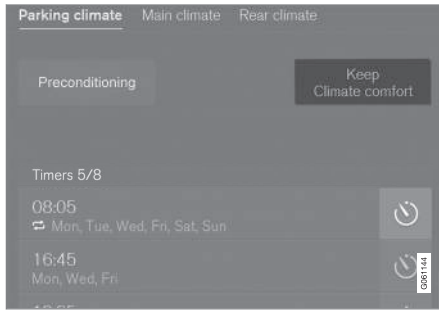 Parking climate Main climate Rear climate
Preconditioning
Keep
Climate comfort
Timers 5/8
08:05
Mon, Tue, Wed, Fri, Sat, Sun
16:45
Mon, Wed, Fri
G061144